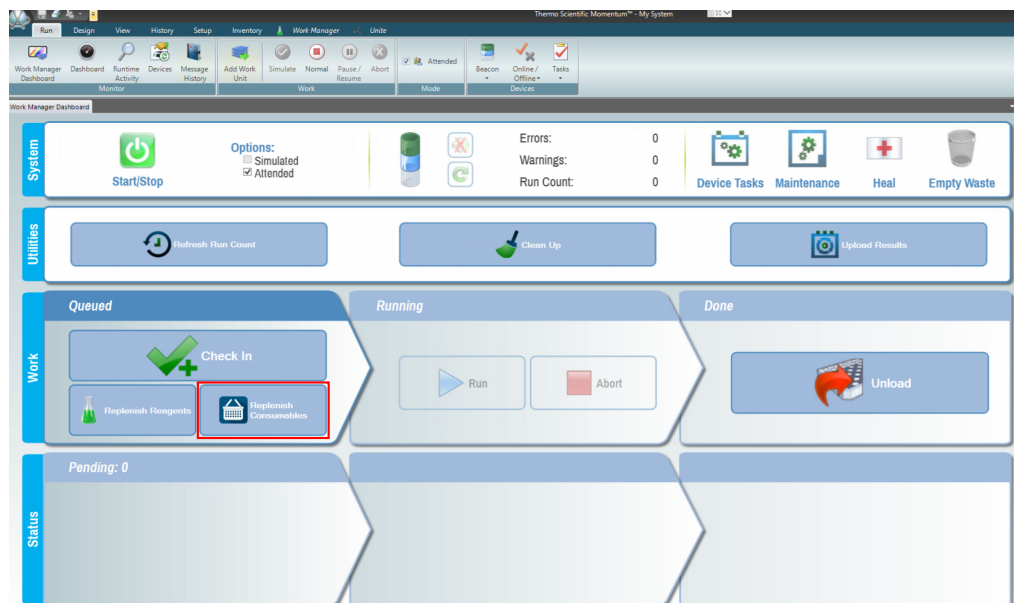 Thermo Scientific Momentum™ - My System
Run Design View History Setup Inventory Work Manager Unite
Work Manager Dashboard
Dashboard
Runtime Activity
Devices
Message History
Add Work Unit
Simulate
Normal
Pause / Resume
Abort
Attended
Beacon
Online / Offline
Tasks
Monitor
Work
Mode
Devices
Work Manager Dashboard
System
Start/Stop
Options:
Simulated
Attended
Errors: 0
Warnings: 0
Run Count: 0
Device Tasks
Maintenance
Heal
Empty Waste
Utilities
Refresh Run Count
Clean Up
Upload Results
Work
Queued
Running
Done
Check In
Replenish Reagents
Replenish
Consumables
Run
Abort
Unload
Status
Pending: 0